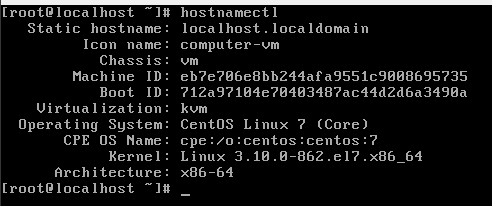 [root@localhost ~]# hostnamectl
Static hostname: localhost.localdomain
Icon name: computer-vm
Chassis: vm
Machine ID: eb7e706e8bb244afa9551c9008695735
Boot ID: 712a97104e70403487ac44d2d6a3490a
Virtualization: kvm
Operating System: CentOS Linux 7 (Core)
CPE OS Name: cpe:/o:centos:centos:7
Kernel: Linux 3.10.0-862.el7.x86_64
Architecture: x86-64
[root@localhost ~]# _